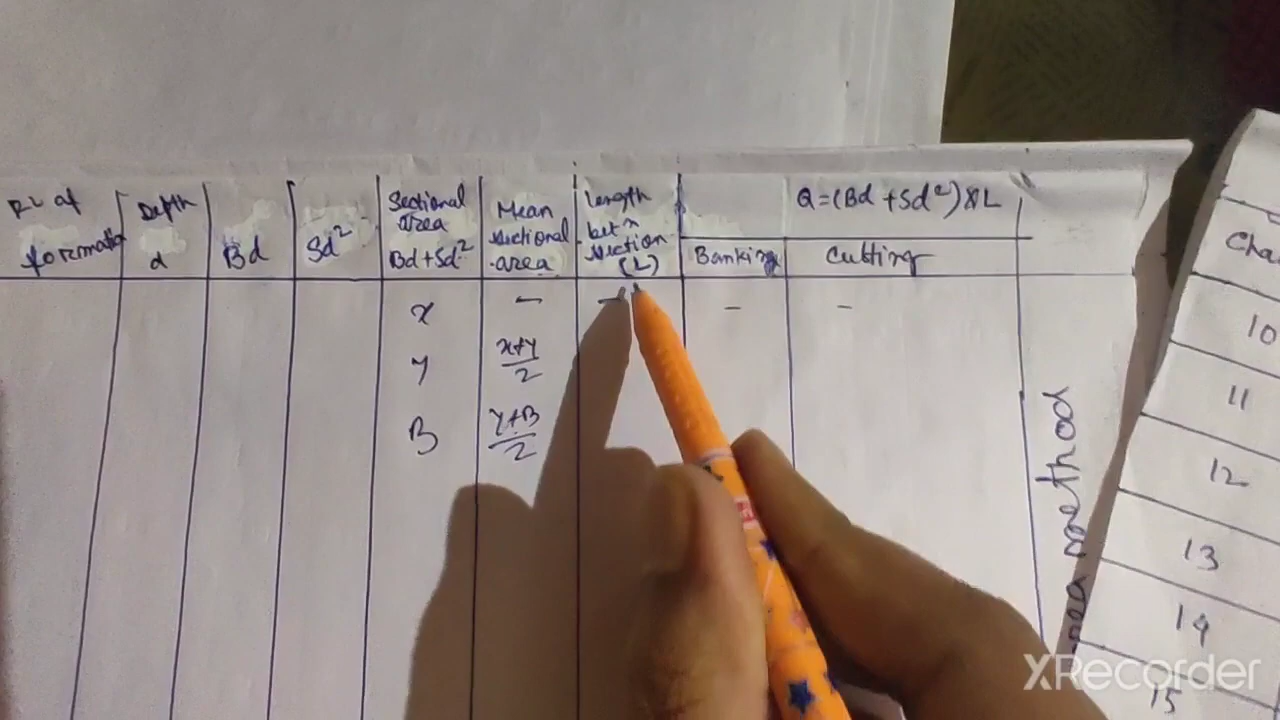 RL of
formation
Depth
d
Bd
Sd²
Sectional
area
Bd+Sd²
Mean
sectional
area
Length
betn
section
(L)
Q=(Bd+Sd²)×L
Banking
Cutting
x
-
-
-
-
y
x+y/2
B
y+B/2
area method
Cha
10
11
12
13
14
15
XRecorder